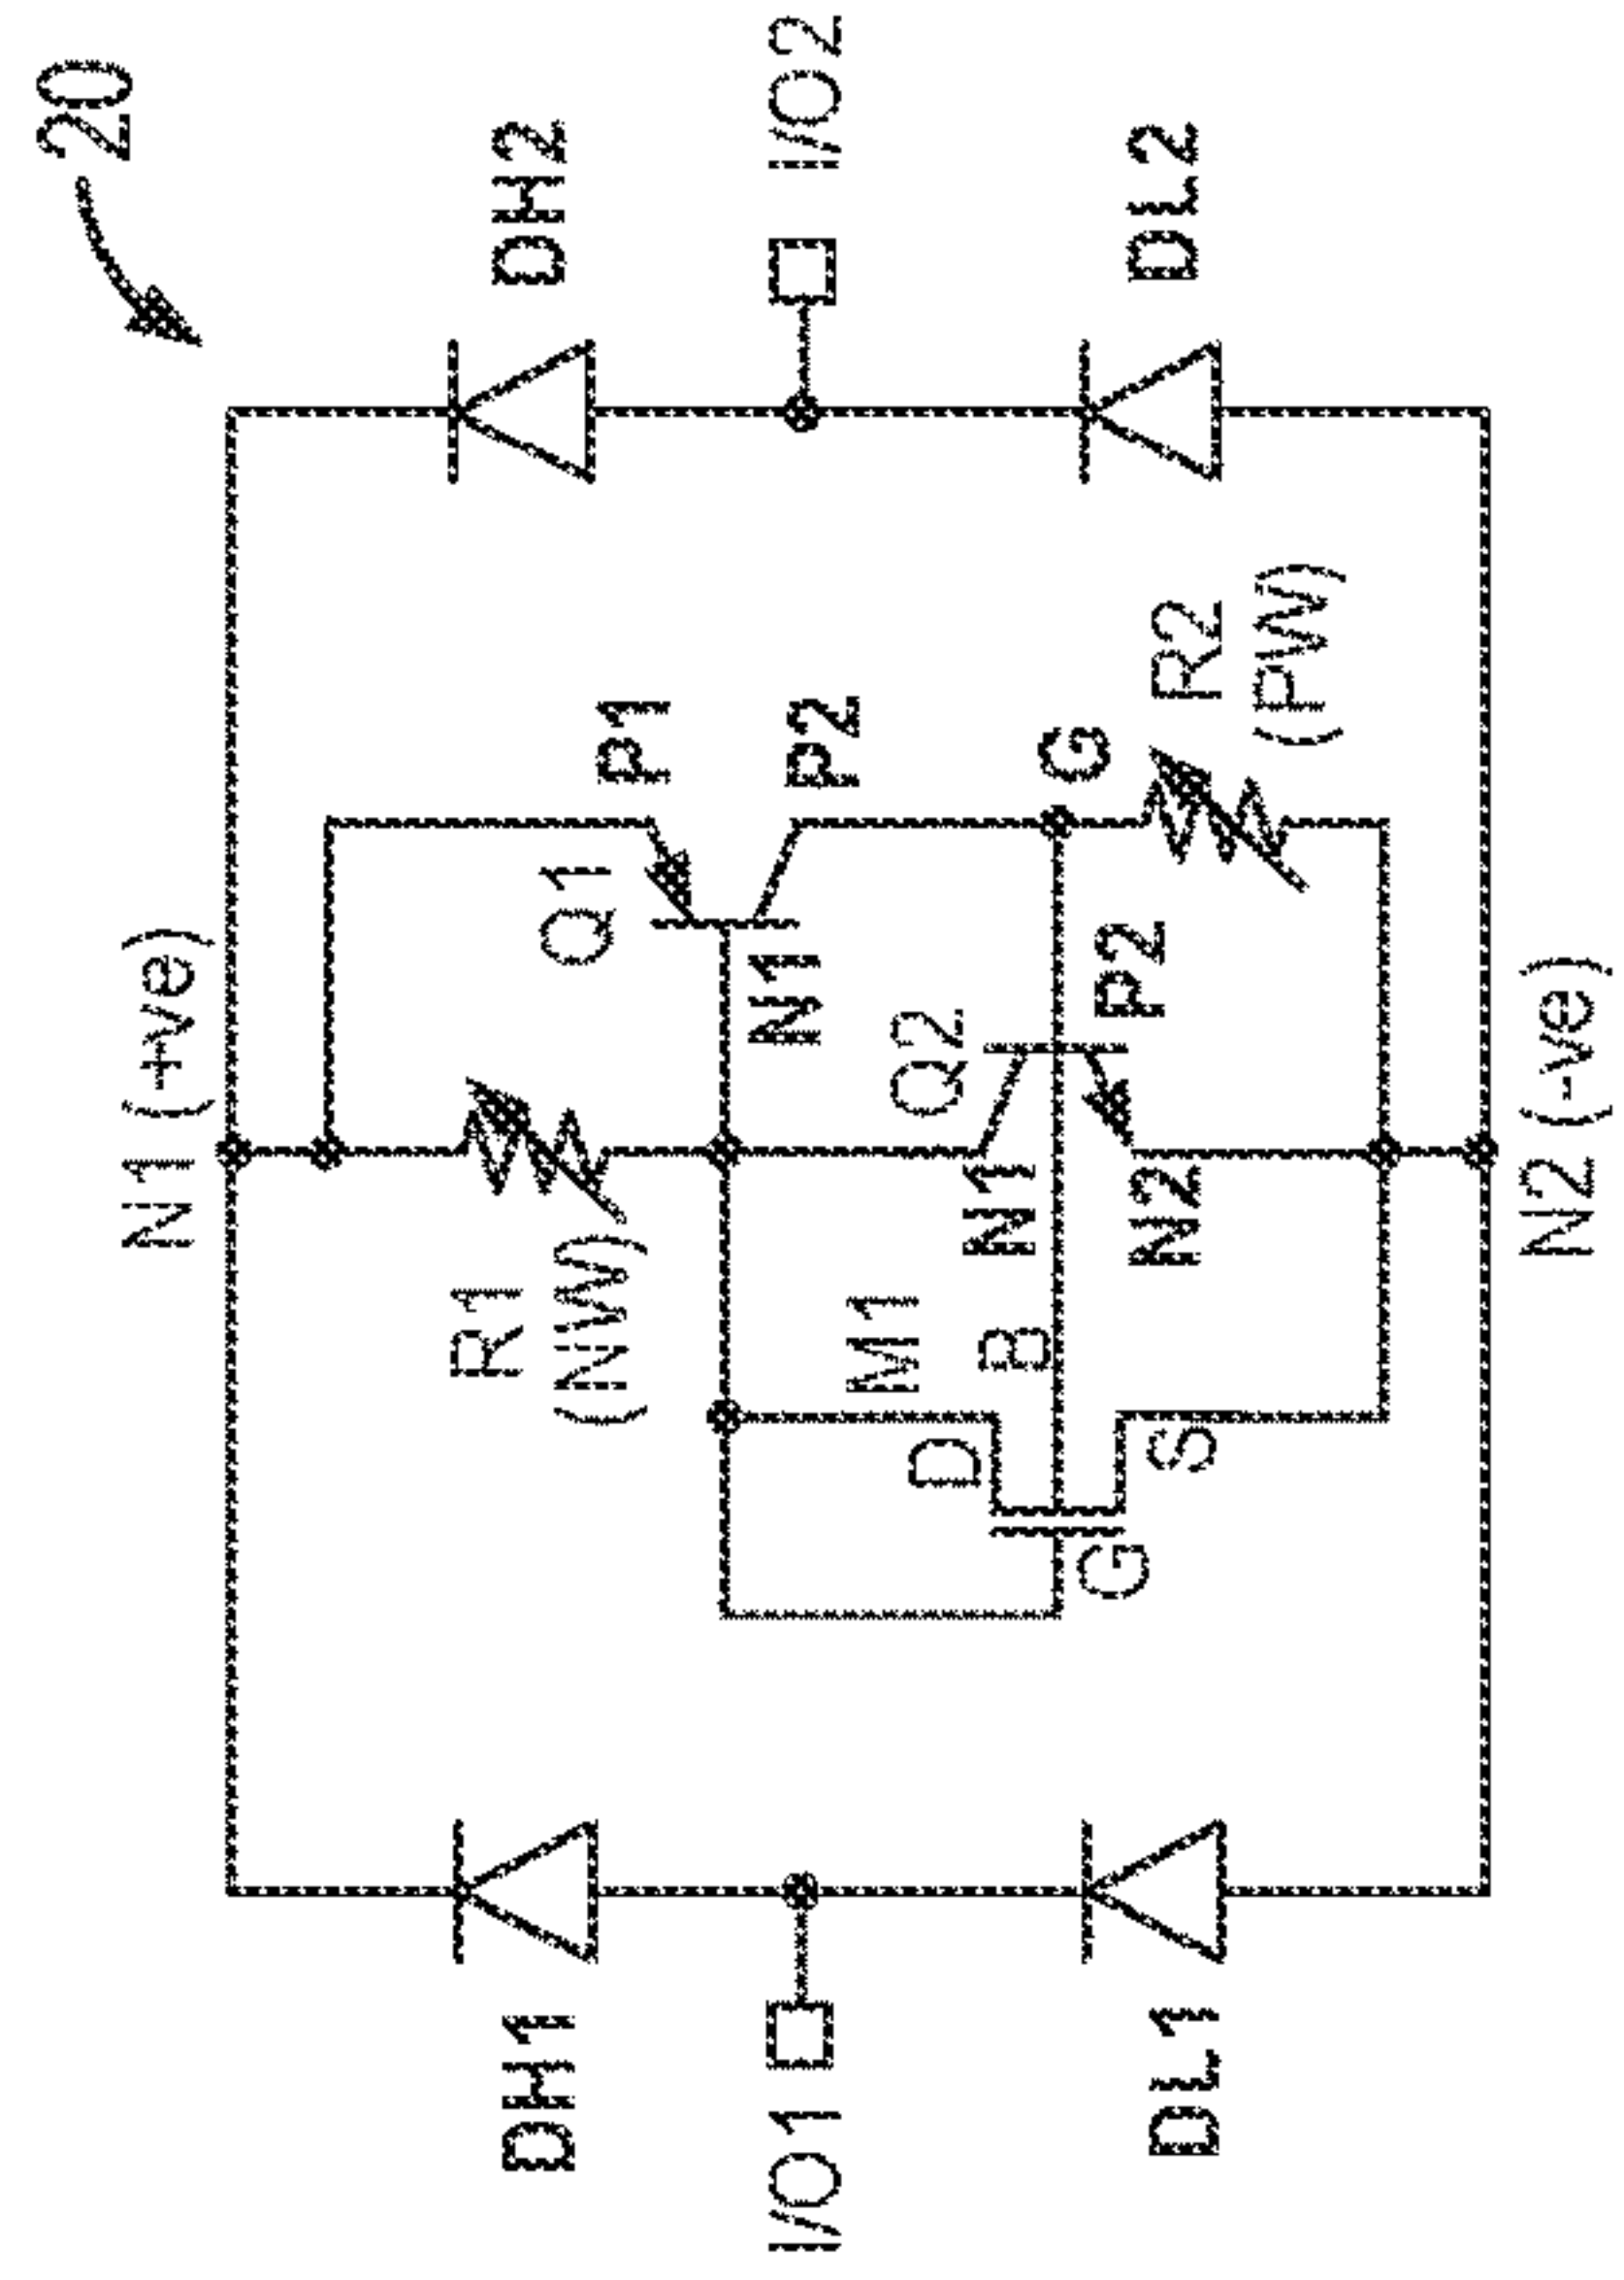 20
N1 (+ve)
DH1
R1
(NW)
Q1
P1
DH2
N1
P2
I/O1
I/O2
M1
Q2
D
N1
B
G
G
P2
R2
(PW)
S
N2
DL1
DL2
N2 (-ve)